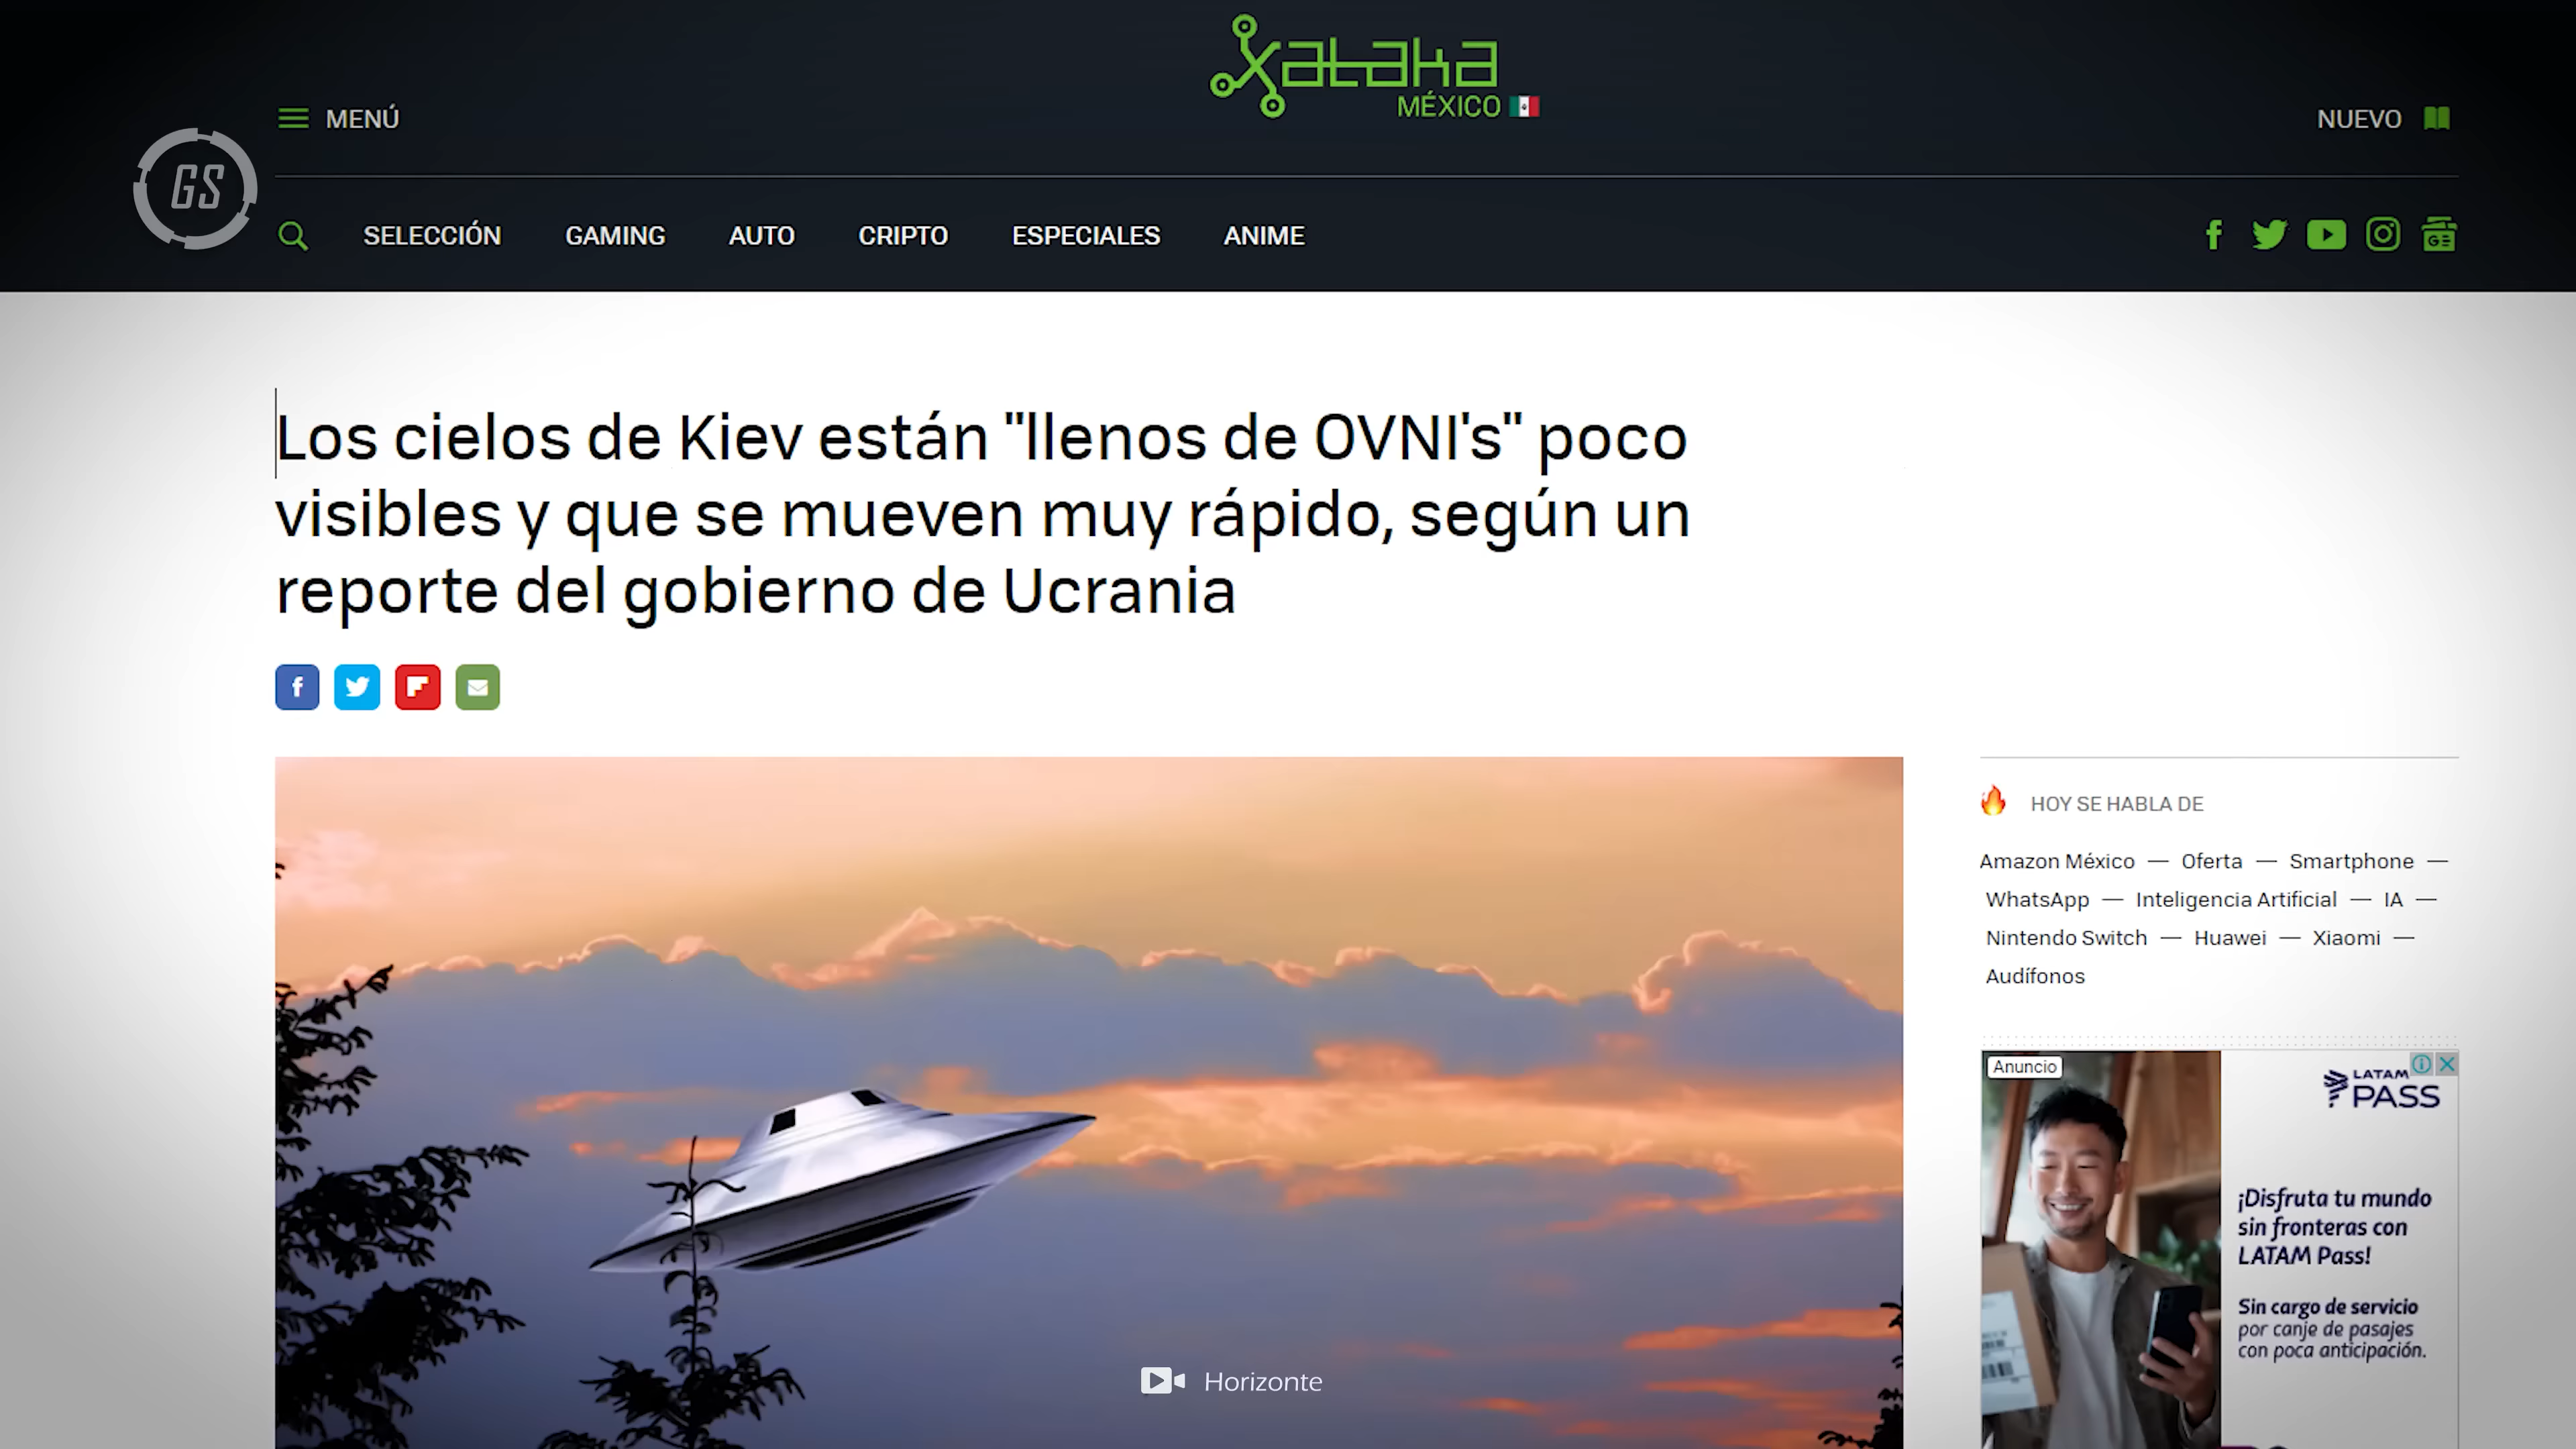 xataka
MÉXICO
MENÚ
NUEVO
GS
SELECCIÓN
GAMING
AUTO
CRIPTO
ESPECIALES
ANIME
GE
Los cielos de Kiev están "llenos de OVNI's" poco
visibles y que se mueven muy rápido, según un
reporte del gobierno de Ucrania
HOY SE HABLA DE
Amazon México — Oferta — Smartphone —
WhatsApp — Inteligencia Artificial — IA —
Nintendo Switch — Huawei — Xiaomi —
Audífonos
Anuncio
LATAM
PASS
¡Disfruta tu mundo
sin fronteras con
LATAM Pass!
Sin cargo de servicio
por canje de pasajes
con poca anticipación.
Horizonte